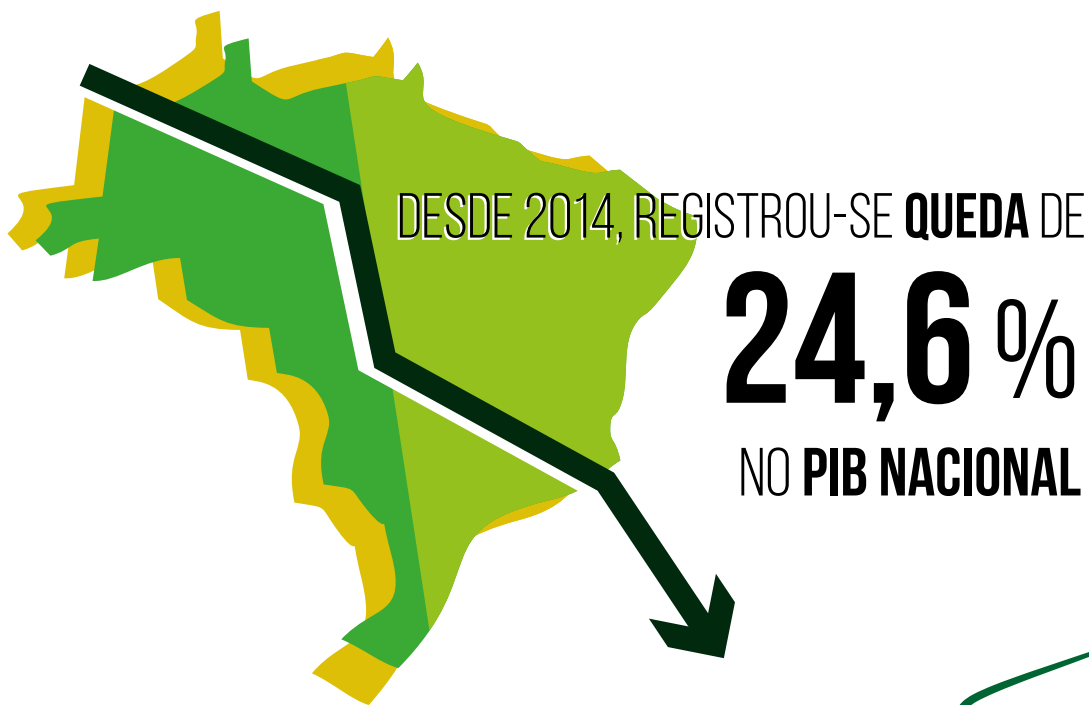 DESDE 2014, REGISTROU-SE QUEDA DE
24,6 %
NO PIB NACIONAL